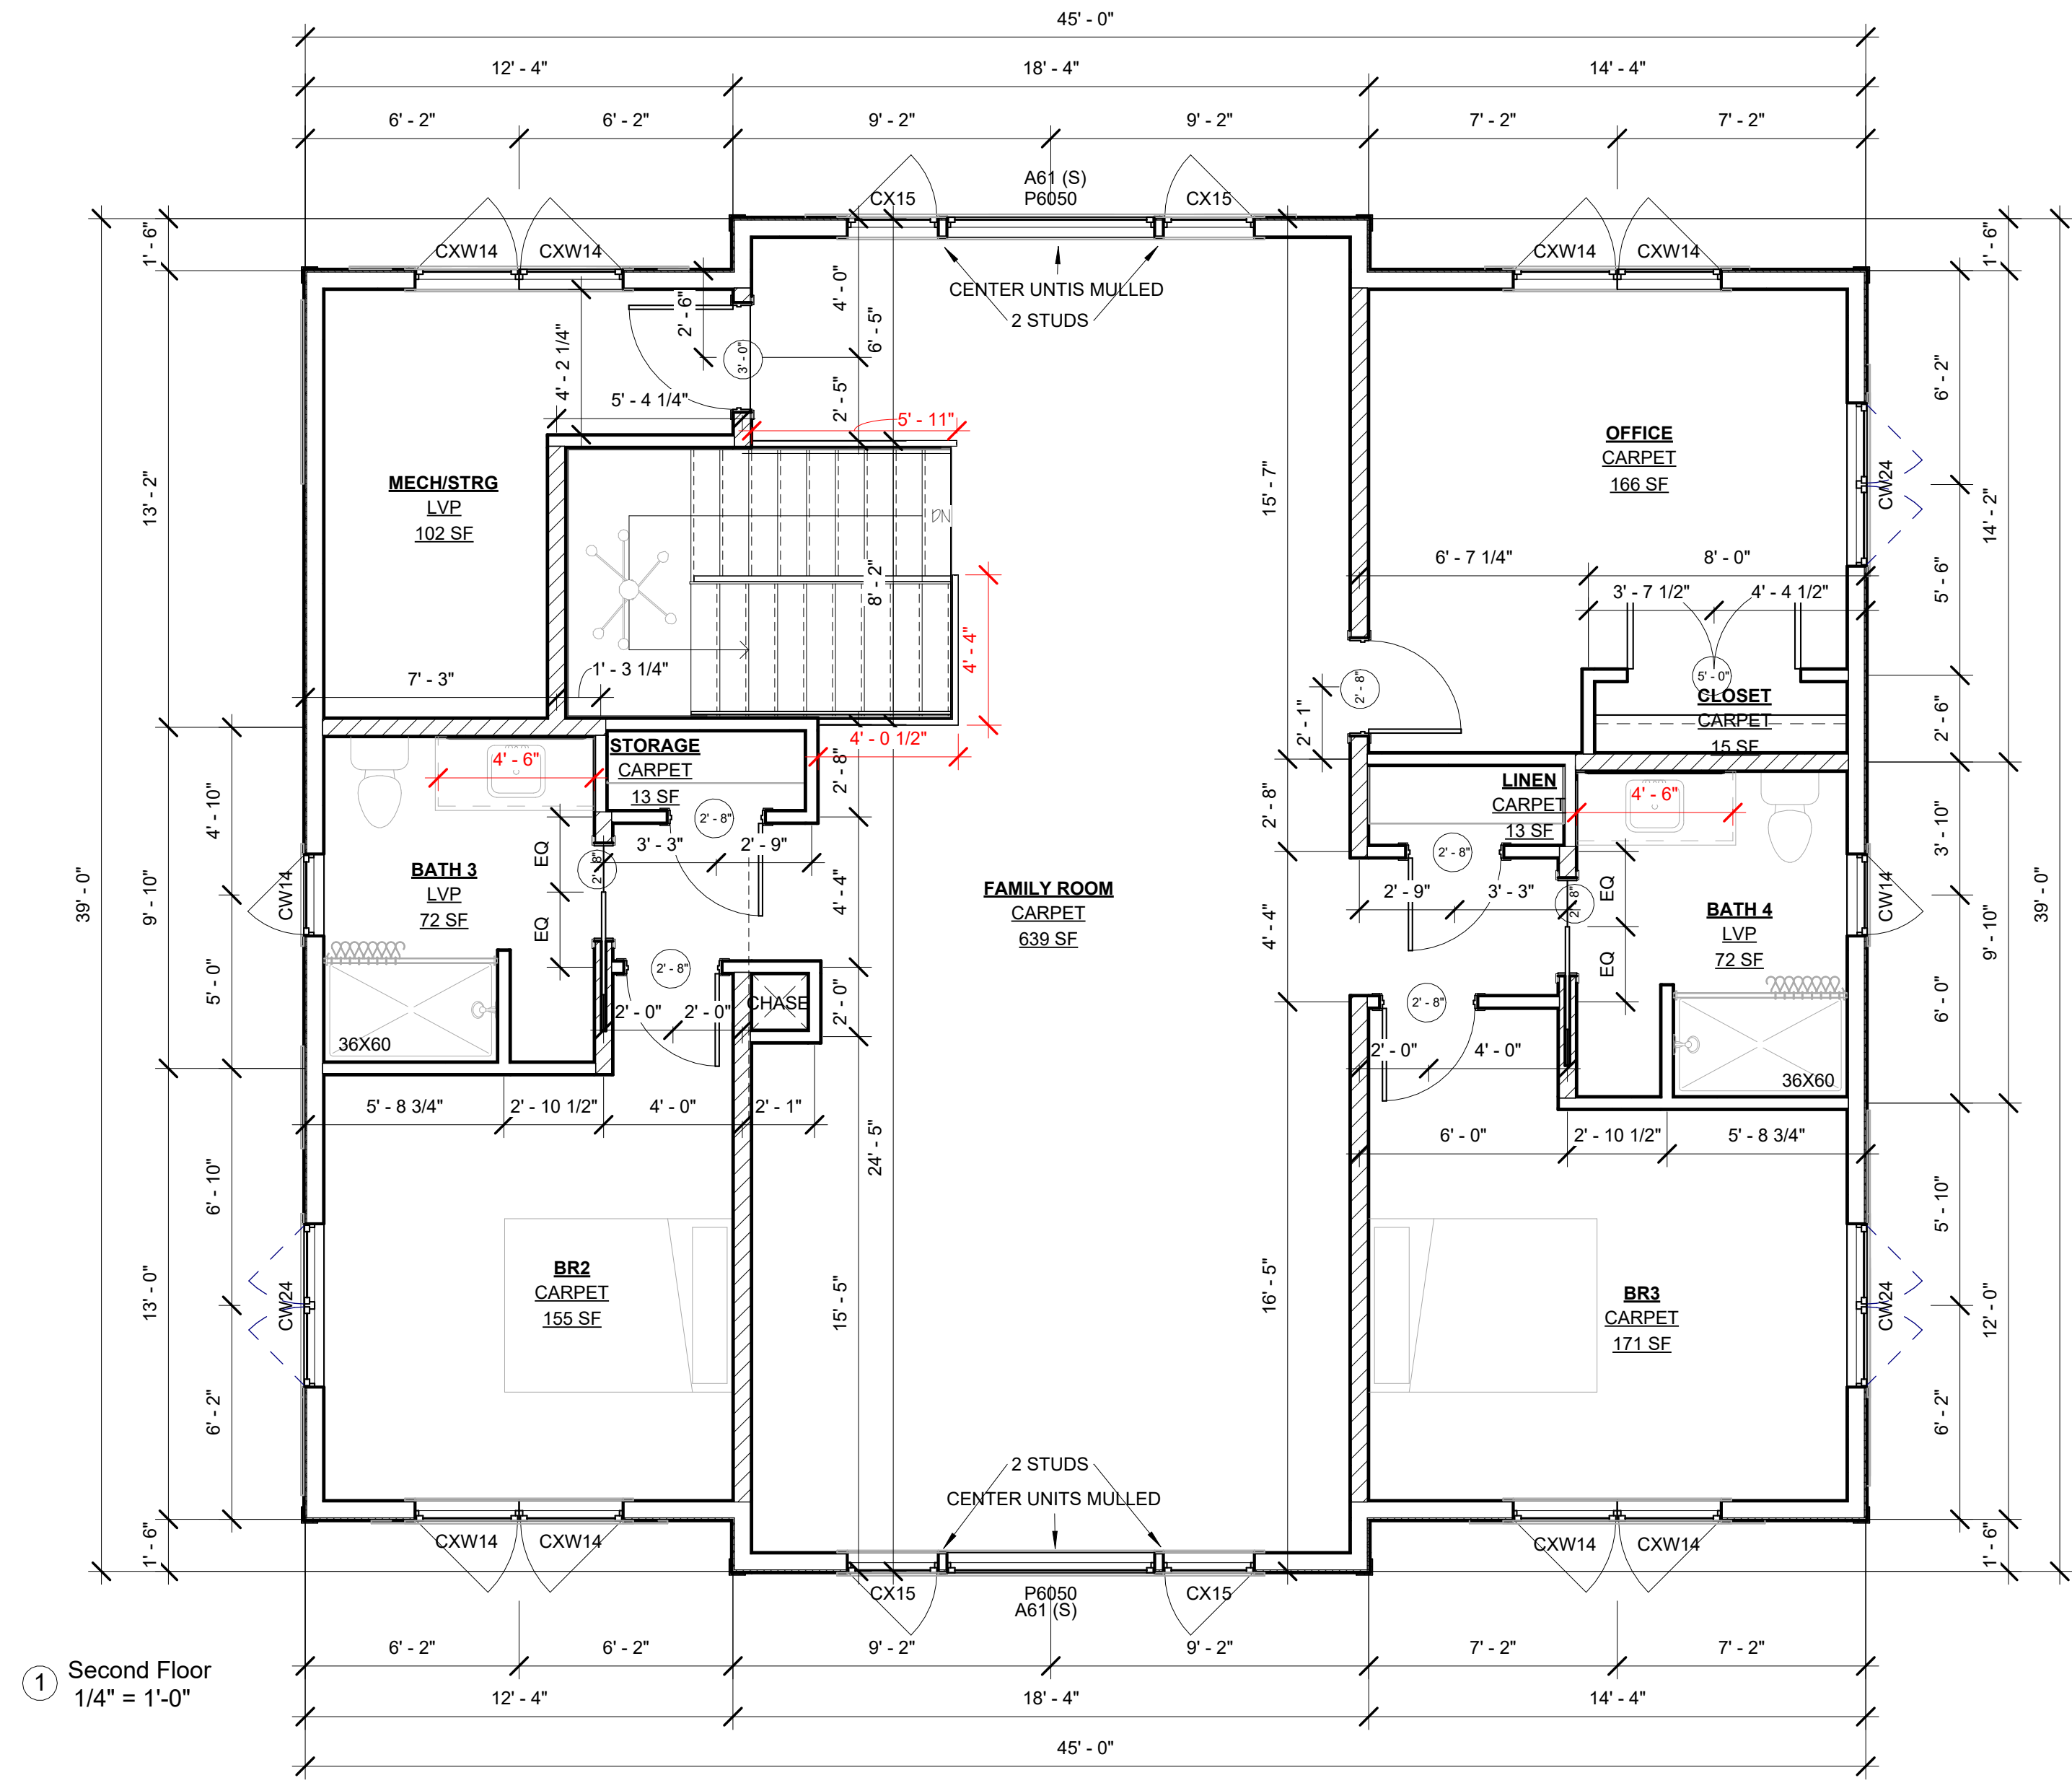 45' - 0"
12' - 4"
18' - 4"
14' - 4"
6' - 2"
6' - 2"
9' - 2"
9' - 2"
7' - 2"
7' - 2"
A61 (S)
CX15
P6050
CX15
1' - 6"
CXW14
CXW14
CXW14
CXW14
1' - 6"
CENTER UNTIS MULLED
2 STUDS
2' - 6"
4' - 0"
6' - 5"
3' - 0"
4' - 2 1/4"
5' - 4 1/4"
2' - 5"
5' - 11"
6' - 2"
OFFICE
CARPET
166 SF
CW24
13' - 2"
MECH/STRG
LVP
102 SF
DN
15' - 7"
14' - 2"
8' - 2"
6' - 7 1/4"
8' - 0"
3' - 7 1/2"
4' - 4 1/2"
5' - 6"
4' - 4"
7' - 3"
1' - 3 1/4"
2' - 8"
5' - 0"
CLOSET
CARPET
15 SF
2' - 1"
2' - 6"
STORAGE
CARPET
13 SF
4' - 6"
4' - 0 1/2"
2' - 8"
LINEN
CARPET
13 SF
4' - 6"
4' - 10"
2' - 8"
3' - 3"
2' - 9"
2' - 8"
EQ
EQ
2' - 8"
2' - 8"
3' - 10"
BATH 3
LVP
72 SF
CW14
39' - 0"
9' - 10"
FAMILY ROOM
CARPET
639 SF
4' - 4"
4' - 4"
2' - 9"
3' - 3"
2' - 8"
EQ
EQ
BATH 4
LVP
72 SF
CW14
9' - 10"
39' - 0"
5' - 0"
2' - 8"
2' - 0"
2' - 0"
CHASE
2' - 0"
2' - 8"
6' - 0"
36X60
2' - 0"
4' - 0"
36X60
5' - 8 3/4"
2' - 10 1/2"
4' - 0"
2' - 1"
24' - 5"
6' - 0"
2' - 10 1/2"
5' - 8 3/4"
6' - 10"
5' - 10"
BR2
CARPET
155 SF
CW24
13' - 0"
15' - 5"
16' - 5"
BR3
CARPET
171 SF
CW24
12' - 0"
6' - 2"
6' - 2"
2 STUDS
CENTER UNITS MULLED
1' - 6"
CXW14
CXW14
CXW14
CXW14
1' - 6"
CX15
P6050
CX15
A61 (S)
6' - 2"
6' - 2"
9' - 2"
9' - 2"
7' - 2"
7' - 2"
1
Second Floor
1/4" = 1'-0"
12' - 4"
18' - 4"
14' - 4"
45' - 0"